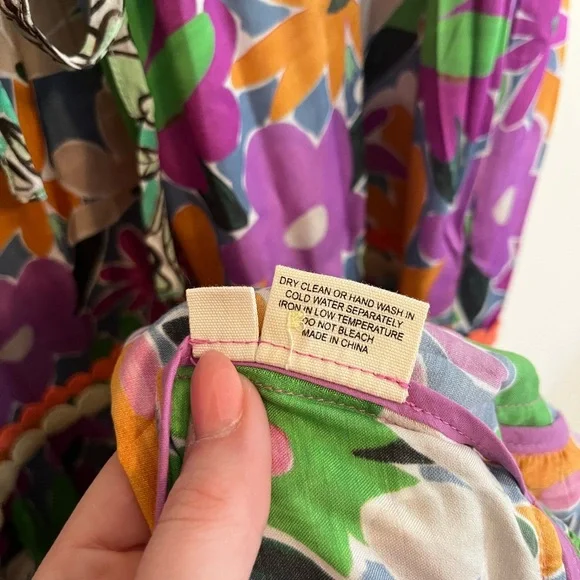 DRY CLEAN OR HAND WASH IN
COLD WATER SEPARATELY
IRON IN LOW TEMPERATURE
DO NOT BLEACH
MADE IN CHINA